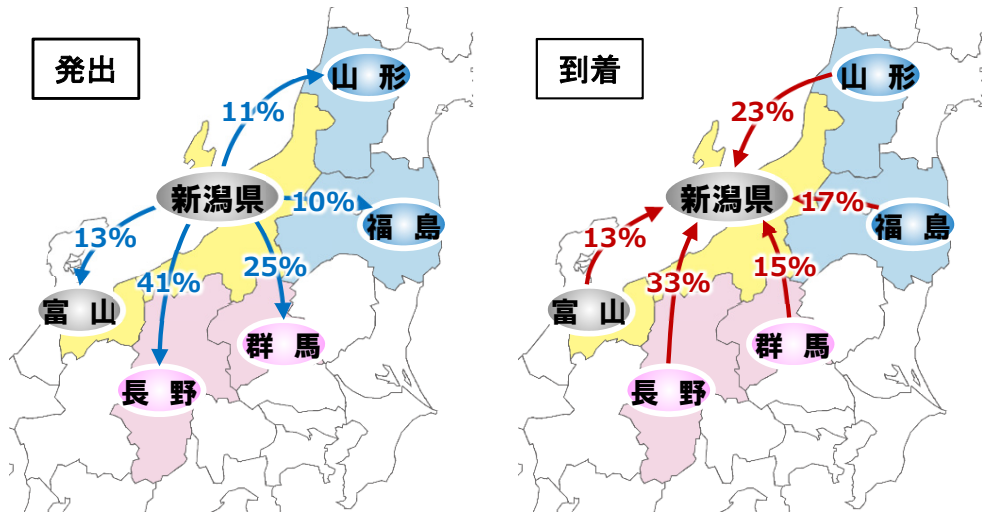 発出
山 形
11%
新潟県
10%
福 島
13%
25%
41%
富 山
群 馬
長 野
到着
山 形
23%
新潟県
17%
福 島
13%
15%
33%
富 山
群 馬
長 野